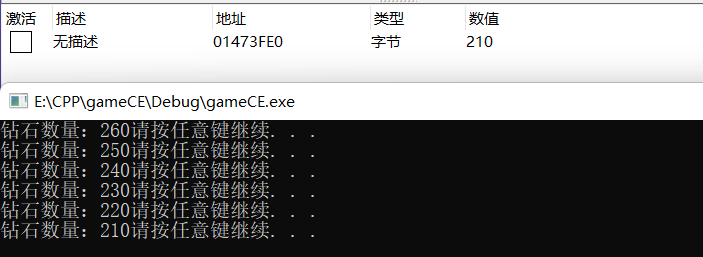 激活 描述 地址 类型 数值
无描述 01473FE0 字节 210
E:\CPP\gameCE\Debug\gameCE.exe
钻石数量：260请按任意键继续. . .
钻石数量：250请按任意键继续. . .
钻石数量：240请按任意键继续. . .
钻石数量：230请按任意键继续. . .
钻石数量：220请按任意键继续. . .
钻石数量：210请按任意键继续. . .